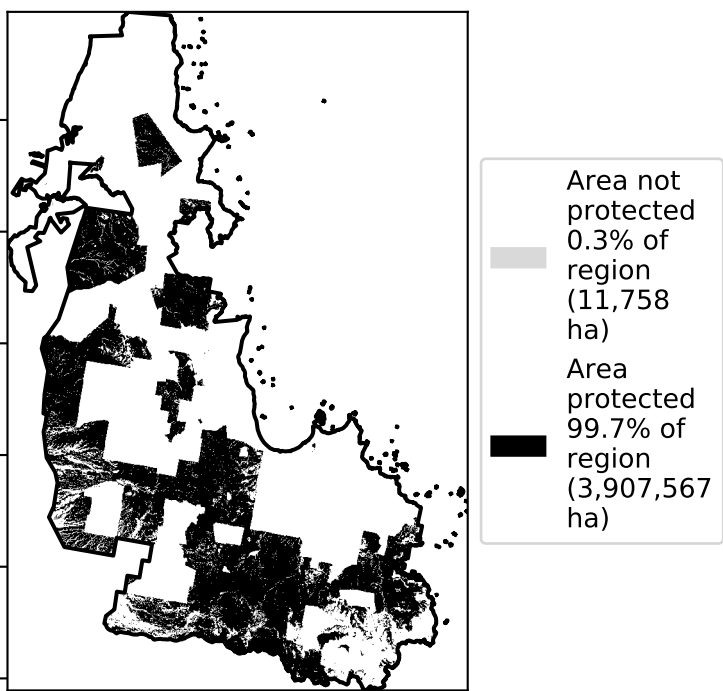 Area not
protected
0.3% of
region
(11,758
ha)
Area
protected
99.7% of
region
(3,907,567
ha)